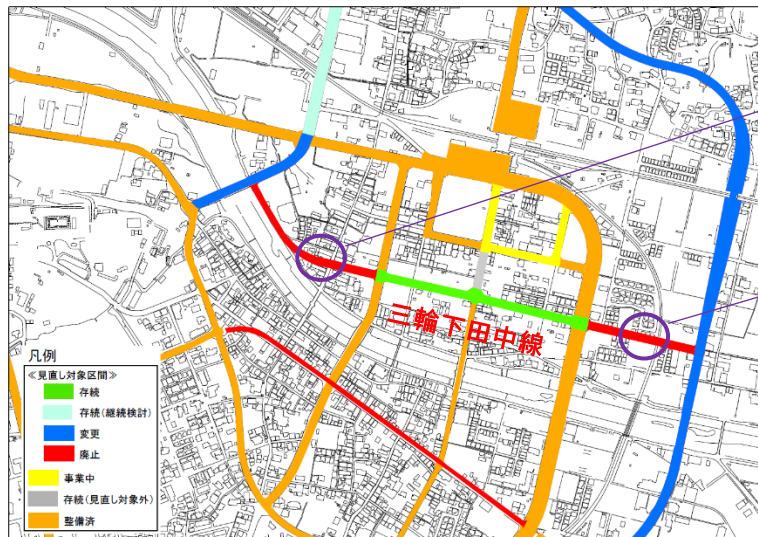 三輪下田中線
凡例
≪見直し対象区間≫
存続
存続(継続検討)
変更
廃止
事業中
存続(見直し対象外)
整備済